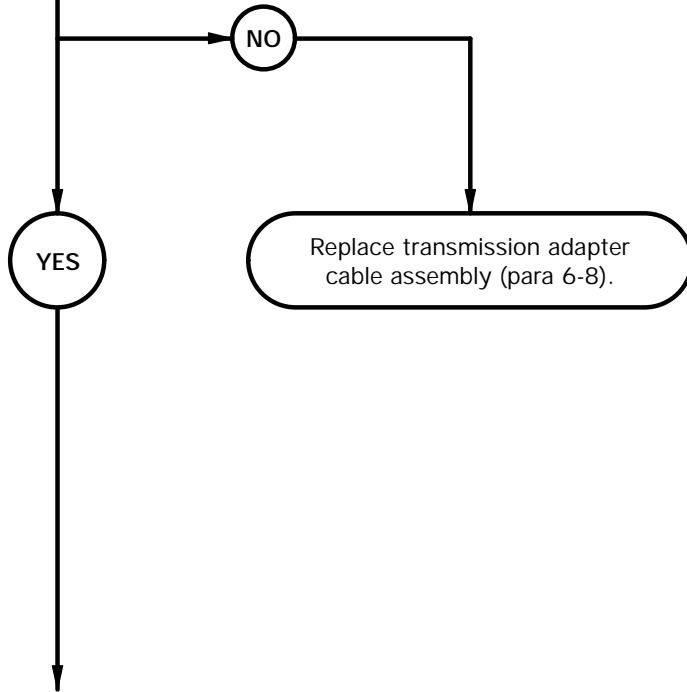 NO
YES
Replace transmission adapter
cable assembly (para 6-8).